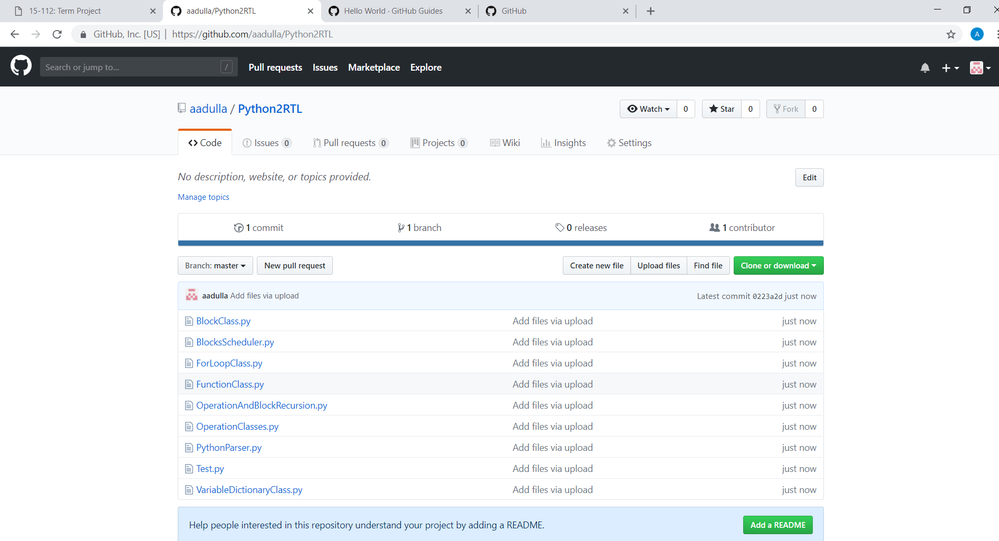 15-112: Term Project
aadulla/Python2RTL
Hello World · GitHub Guides
GitHub
GitHub, Inc. [US] | https://github.com/aadulla/Python2RTL
A
Search or jump to... /
Pull requests Issues Marketplace Explore
aadulla / Python2RTL
Watch 0 Star 0 Fork 0
Code Issues 0 Pull requests 0 Projects 0 Wiki Insights Settings
No description, website, or topics provided.
Edit
Manage topics
1 commit 1 branch 0 releases 1 contributor
Branch: master New pull request Create new file Upload files Find file Clone or download
aadulla Add files via upload Latest commit 0223a2d just now
BlockClass.py Add files via upload just now
BlocksScheduler.py Add files via upload just now
ForLoopClass.py Add files via upload just now
FunctionClass.py Add files via upload just now
OperationAndBlockRecursion.py Add files via upload just now
OperationClasses.py Add files via upload just now
PythonParser.py Add files via upload just now
Test.py Add files via upload just now
VariableDictionaryClass.py Add files via upload just now
Help people interested in this repository understand your project by adding a README. Add a README